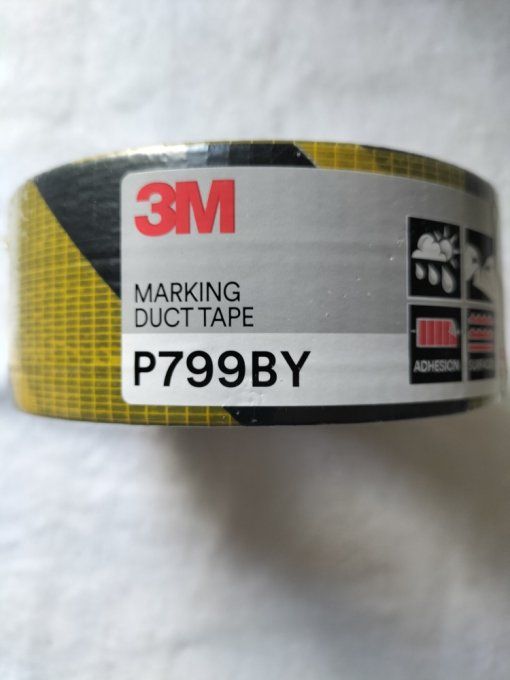 3M
MARKING
DUCT TAPE
P799BY
ADHESION